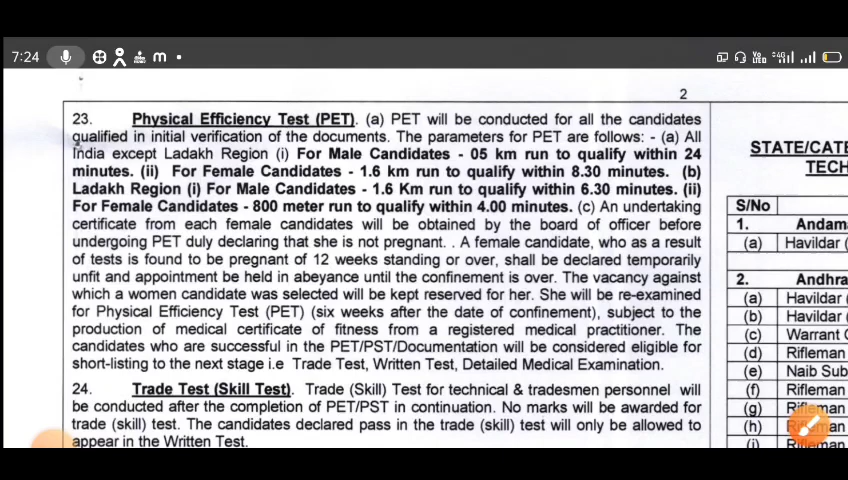 7:24
2
23. Physical Efficiency Test (PET). (a) PET will be conducted for all the candidates
qualified in initial verification of the documents. The parameters for PET are follows: - (a) All
India except Ladakh Region (i) For Male Candidates - 05 km run to qualify within 24
minutes. (ii) For Female Candidates - 1.6 km run to qualify within 8.30 minutes. (b)
Ladakh Region (i) For Male Candidates - 1.6 Km run to qualify within 6.30 minutes. (ii)
For Female Candidates - 800 meter run to qualify within 4.00 minutes. (c) An undertaking
certificate from each female candidates will be obtained by the board of officer before
undergoing PET duly declaring that she is not pregnant. . A female candidate, who as a result
of tests is found to be pregnant of 12 weeks standing or over, shall be declared temporarily
unfit and appointment be held in abeyance until the confinement is over. The vacancy against
which a women candidate was selected will be kept reserved for her. She will be re-examined
for Physical Efficiency Test (PET) (six weeks after the date of confinement), subject to the
production of medical certificate of fitness from a registered medical practitioner. The
candidates who are successful in the PET/PST/Documentation will be considered eligible for
short-listing to the next stage i.e Trade Test, Written Test, Detailed Medical Examination.
24. Trade Test (Skill Test). Trade (Skill) Test for technical & tradesmen personnel will
be conducted after the completion of PET/PST in continuation. No marks will be awarded for
trade (skill) test. The candidates declared pass in the trade (skill) test will only be allowed to
appear in the Written Test.
STATE/CATE
TECH
S/No
1. Andam
(a) Havildar (
2. Andhra
(a) Havildar (
(b) Havildar (
(c) Warrant O
(d) Rifleman
(e) Naib Sub
(f) Rifleman
(g) Rifleman
(h) Rifleman
(i) Rifleman